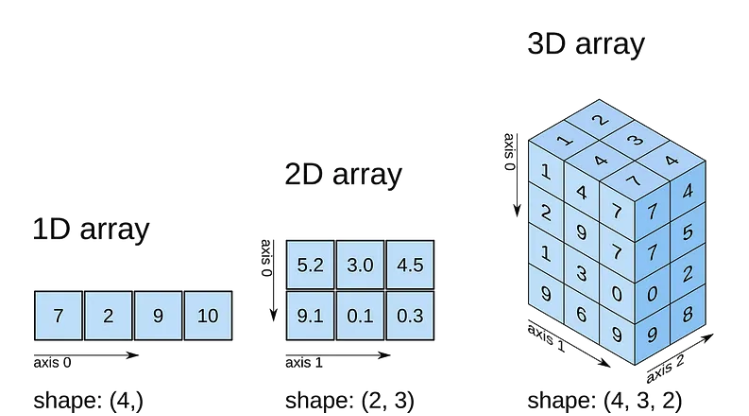 3D array
2D array
1D array
7 2 9 10
axis 0
shape: (4,)
axis 0
5.2 3.0 4.5
9.1 0.1 0.3
axis 1
shape: (2, 3)
axis 0
2
1 3
4 4
7
1 4 7 7 4
2 9 7 7 5
1 3 0 0 2
9 6 9 9 8
axis 1
axis 2
shape: (4, 3, 2)